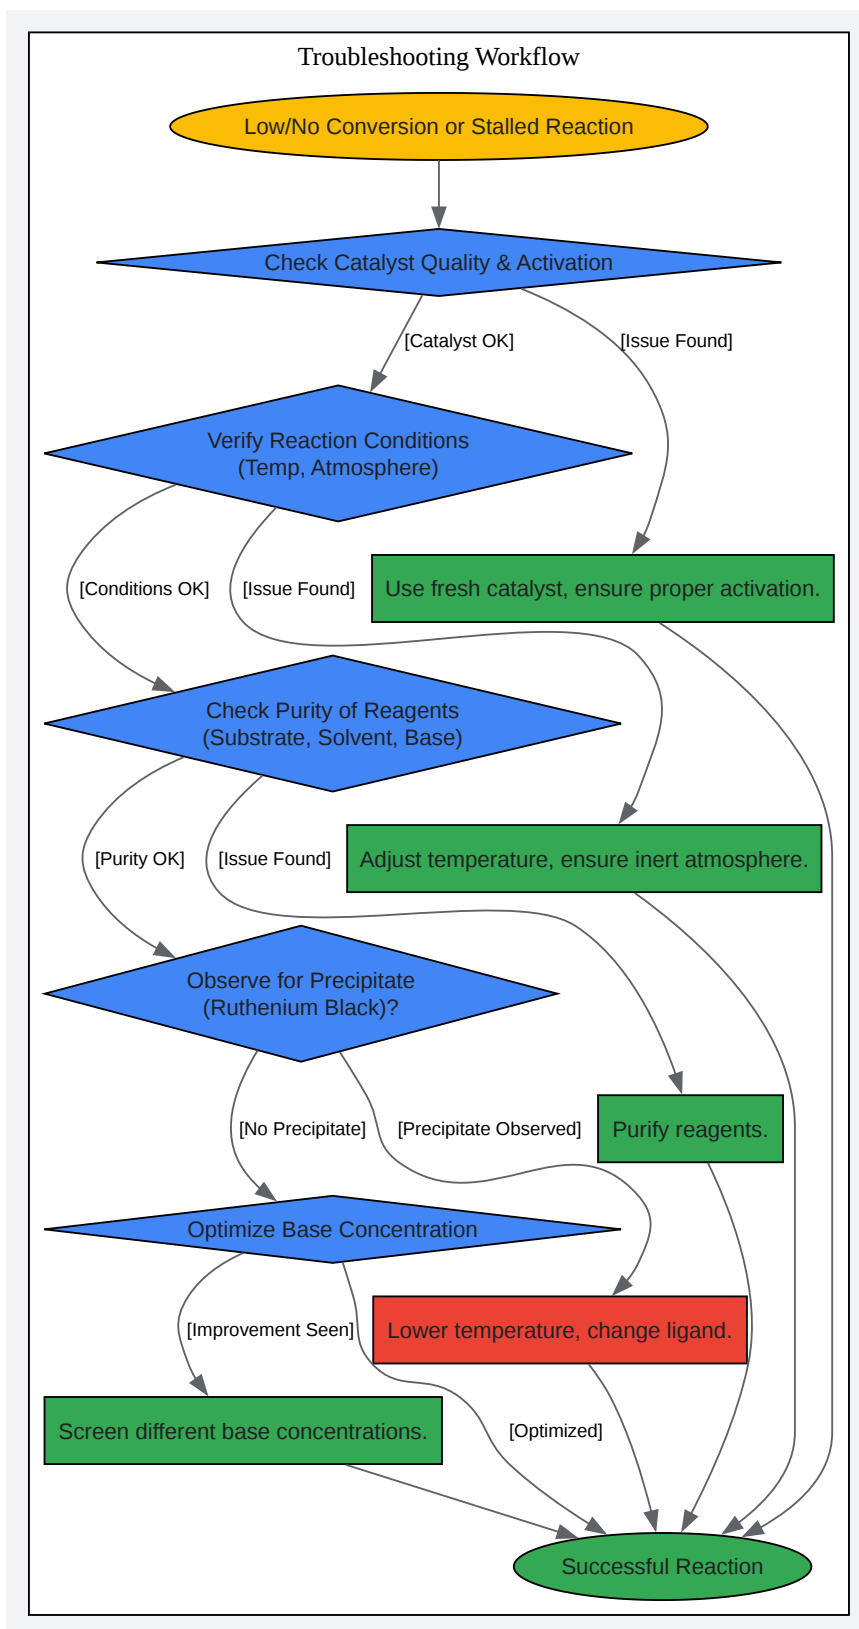 Troubleshooting Workflow
Low/No Conversion or Stalled Reaction
Check Catalyst Quality & Activation
[Catalyst OK]
[Issue Found]
Verify Reaction Conditions
(Temp, Atmosphere)
[Conditions OK]
[Issue Found]
Use fresh catalyst, ensure proper activation.
Check Purity of Reagents
(Substrate, Solvent, Base)
[Purity OK]
[Issue Found]
Adjust temperature, ensure inert atmosphere.
Observe for Precipitate
(Ruthenium Black)?
[No Precipitate]
[Precipitate Observed]
Purify reagents.
Optimize Base Concentration
[Improvement Seen]
Lower temperature, change ligand.
Screen different base concentrations.
[Optimized]
Successful Reaction